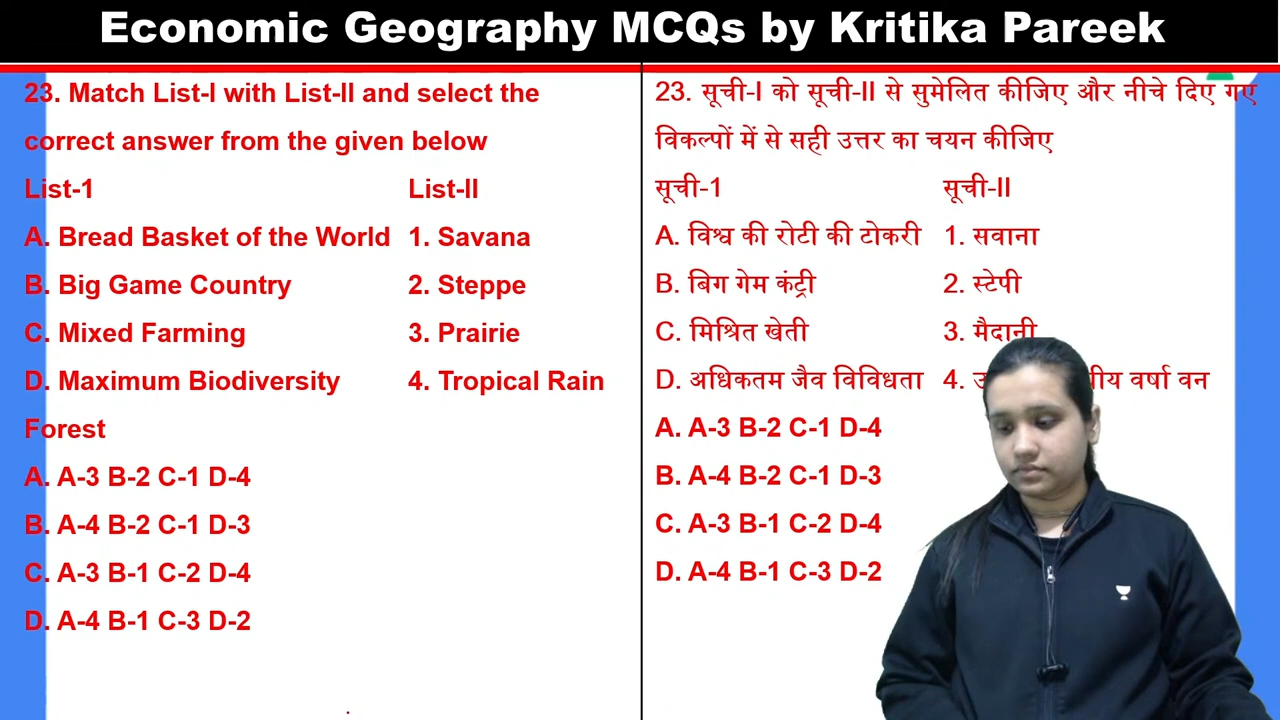 Economic Geography MCQs by Kritika Pareek
23. Match List-I with List-II and select the
correct answer from the given below
List-1 List-II
A. Bread Basket of the World 1. Savana
B. Big Game Country 2. Steppe
C. Mixed Farming 3. Prairie
D. Maximum Biodiversity 4. Tropical Rain
Forest
A. A-3 B-2 C-1 D-4
B. A-4 B-2 C-1 D-3
C. A-3 B-1 C-2 D-4
D. A-4 B-1 C-3 D-2
23. सूची-I को सूची-II से सुमेलित कीजिए और नीचे दिए गए
विकल्पों में से सही उत्तर का चयन कीजिए
सूची-1 सूची-II
A. विश्व की रोटी की टोकरी 1. सवाना
B. बिग गेम कंट्री 2. स्टेपी
C. मिश्रित खेती 3. मैदानी
D. अधिकतम जैव विविधता 4. वर्षा वन
A. A-3 B-2 C-1 D-4
B. A-4 B-2 C-1 D-3
C. A-3 B-1 C-2 D-4
D. A-4 B-1 C-3 D-2